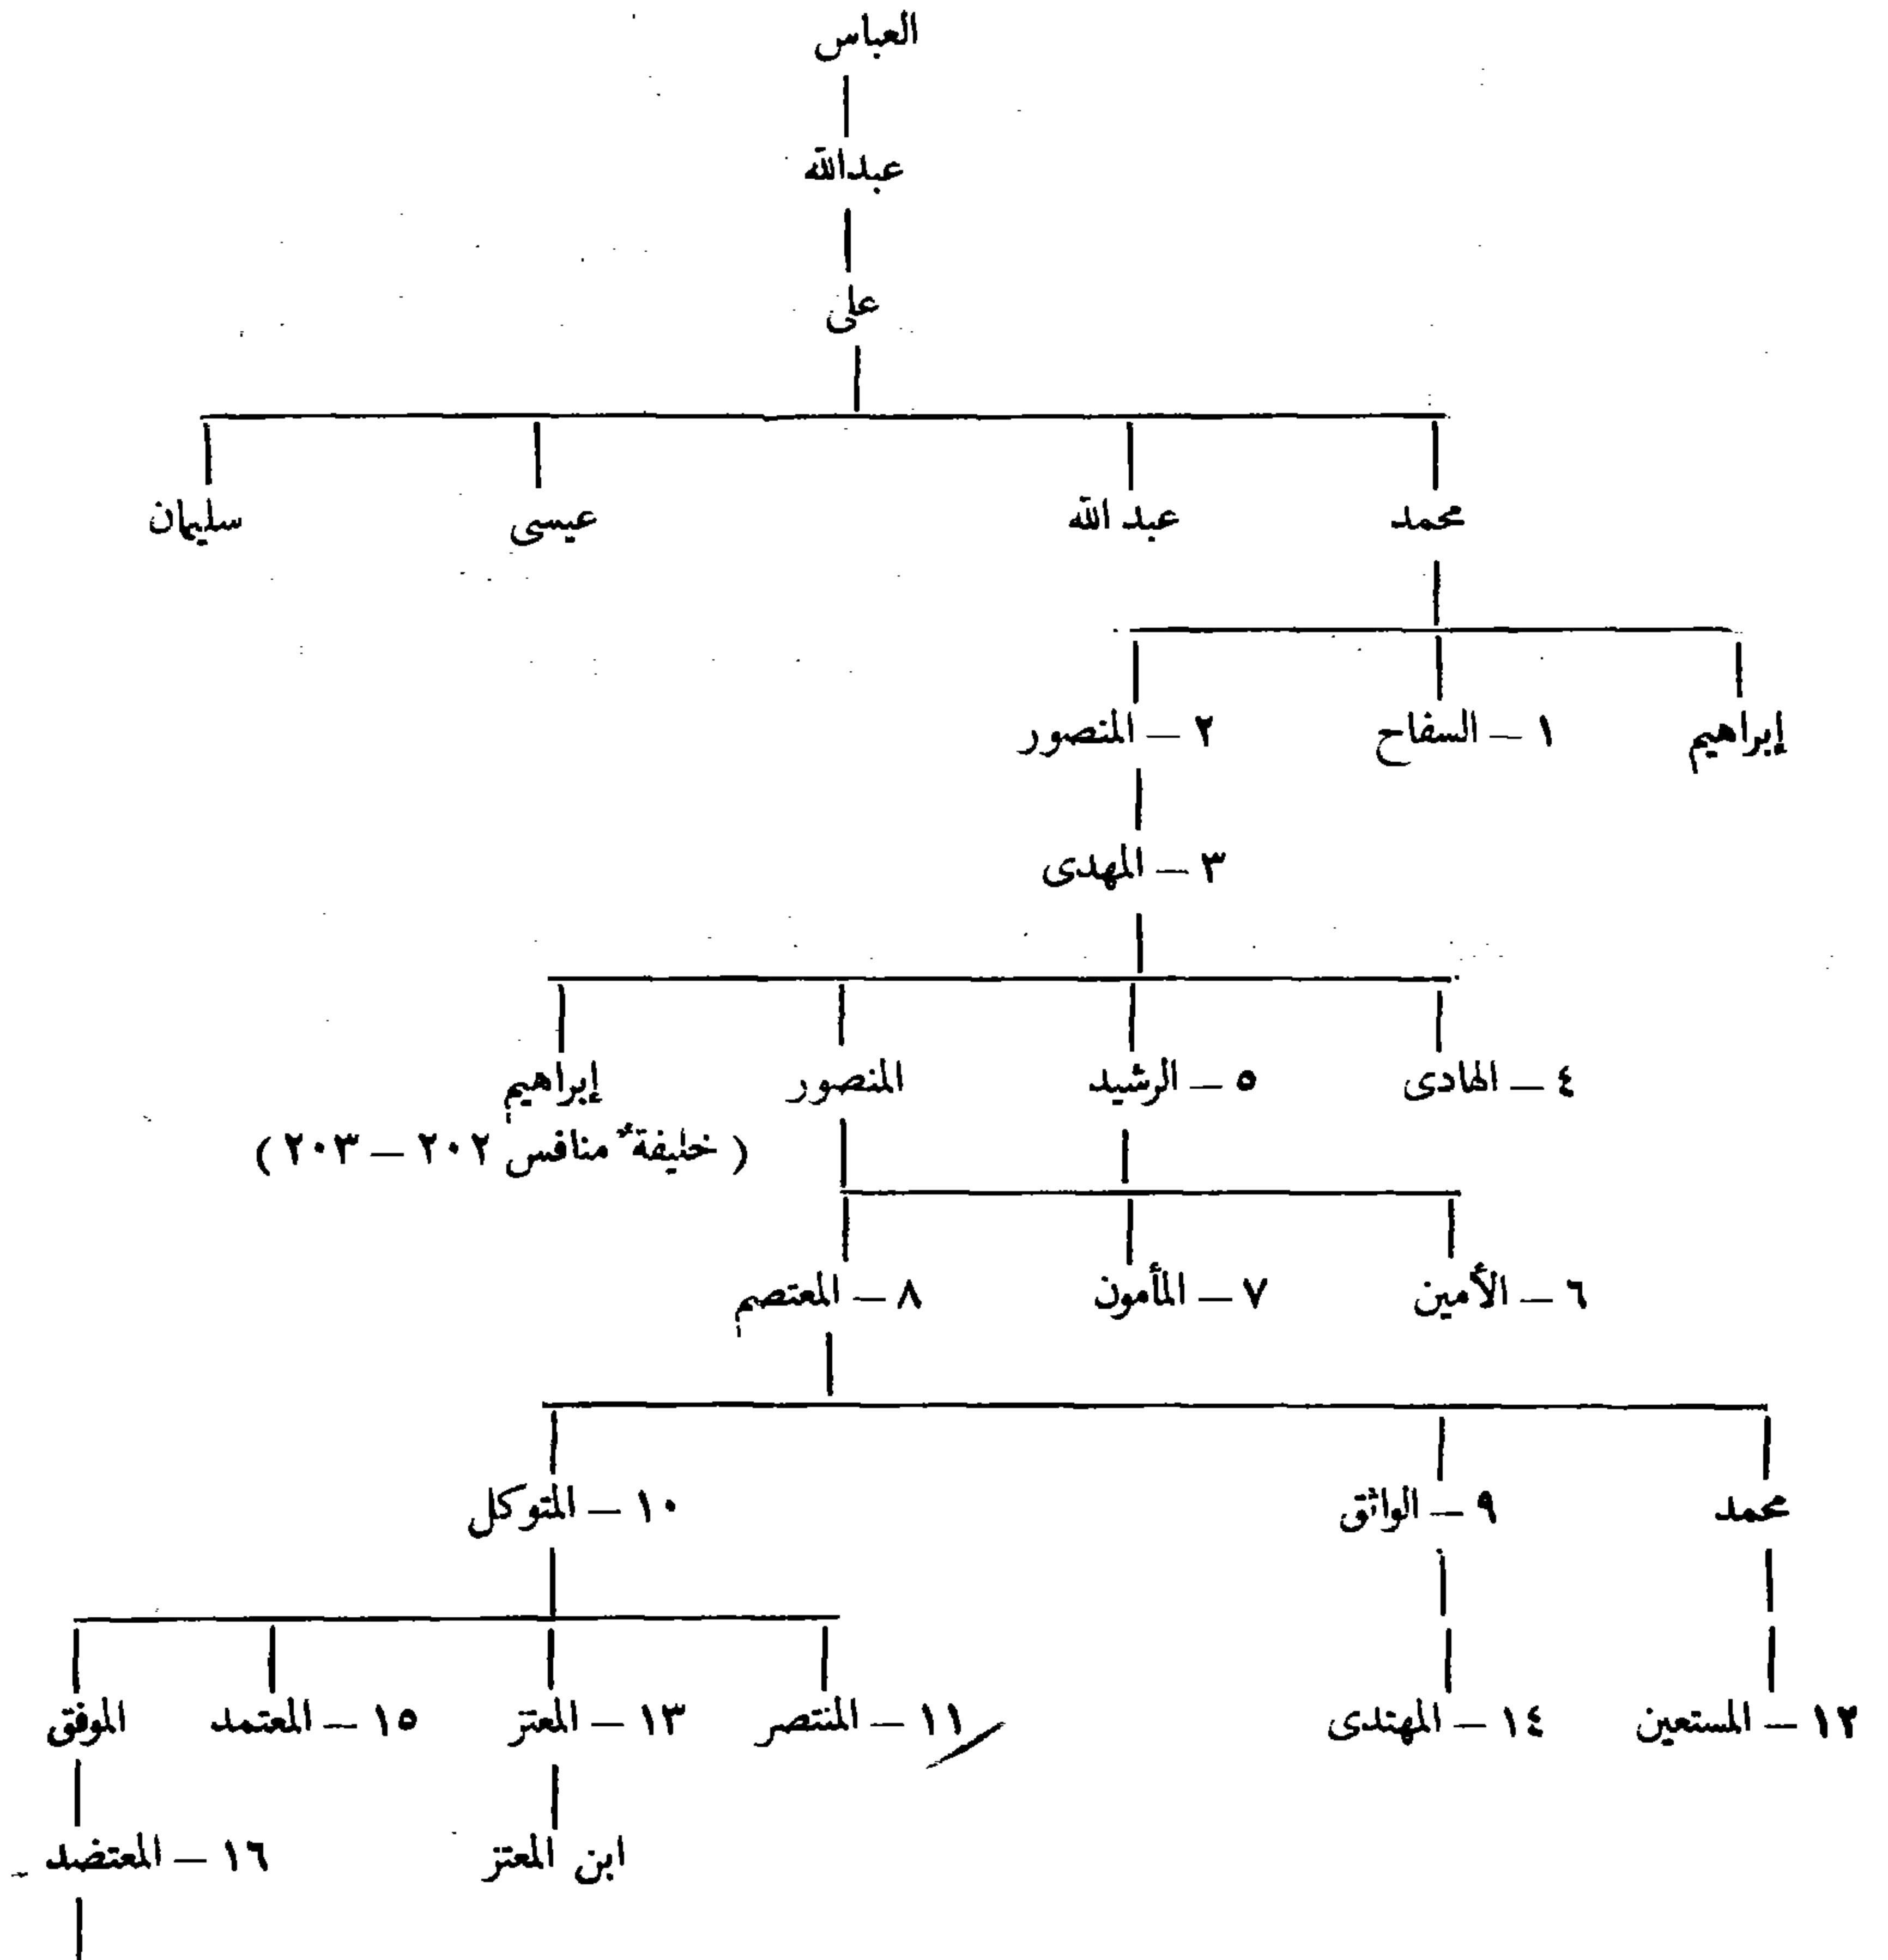 العباس
عبدالله
على
محمد
عبد الله
عيسى
سليمان
إبراهيم
١ – السفاح
٢ – المنصور
٣ – المهدى
٤ – الهادى
٥ – الرشيد
المنصور
إبراهيم
( خليفة منافس ٢٠٢ – ٢٠٣ )
٦ – الأمين
٧ – المأمون
٨ – المعتصم
محمد
٩ – الواثق
١٠ – المتوكل
١٢ – المستعين
١٤ – المهتدى
١١ – المنتصر
١٣ – المعتز
١٥ – المعتمد
الموفق
ابن المعتز
١٦ – المعتضد